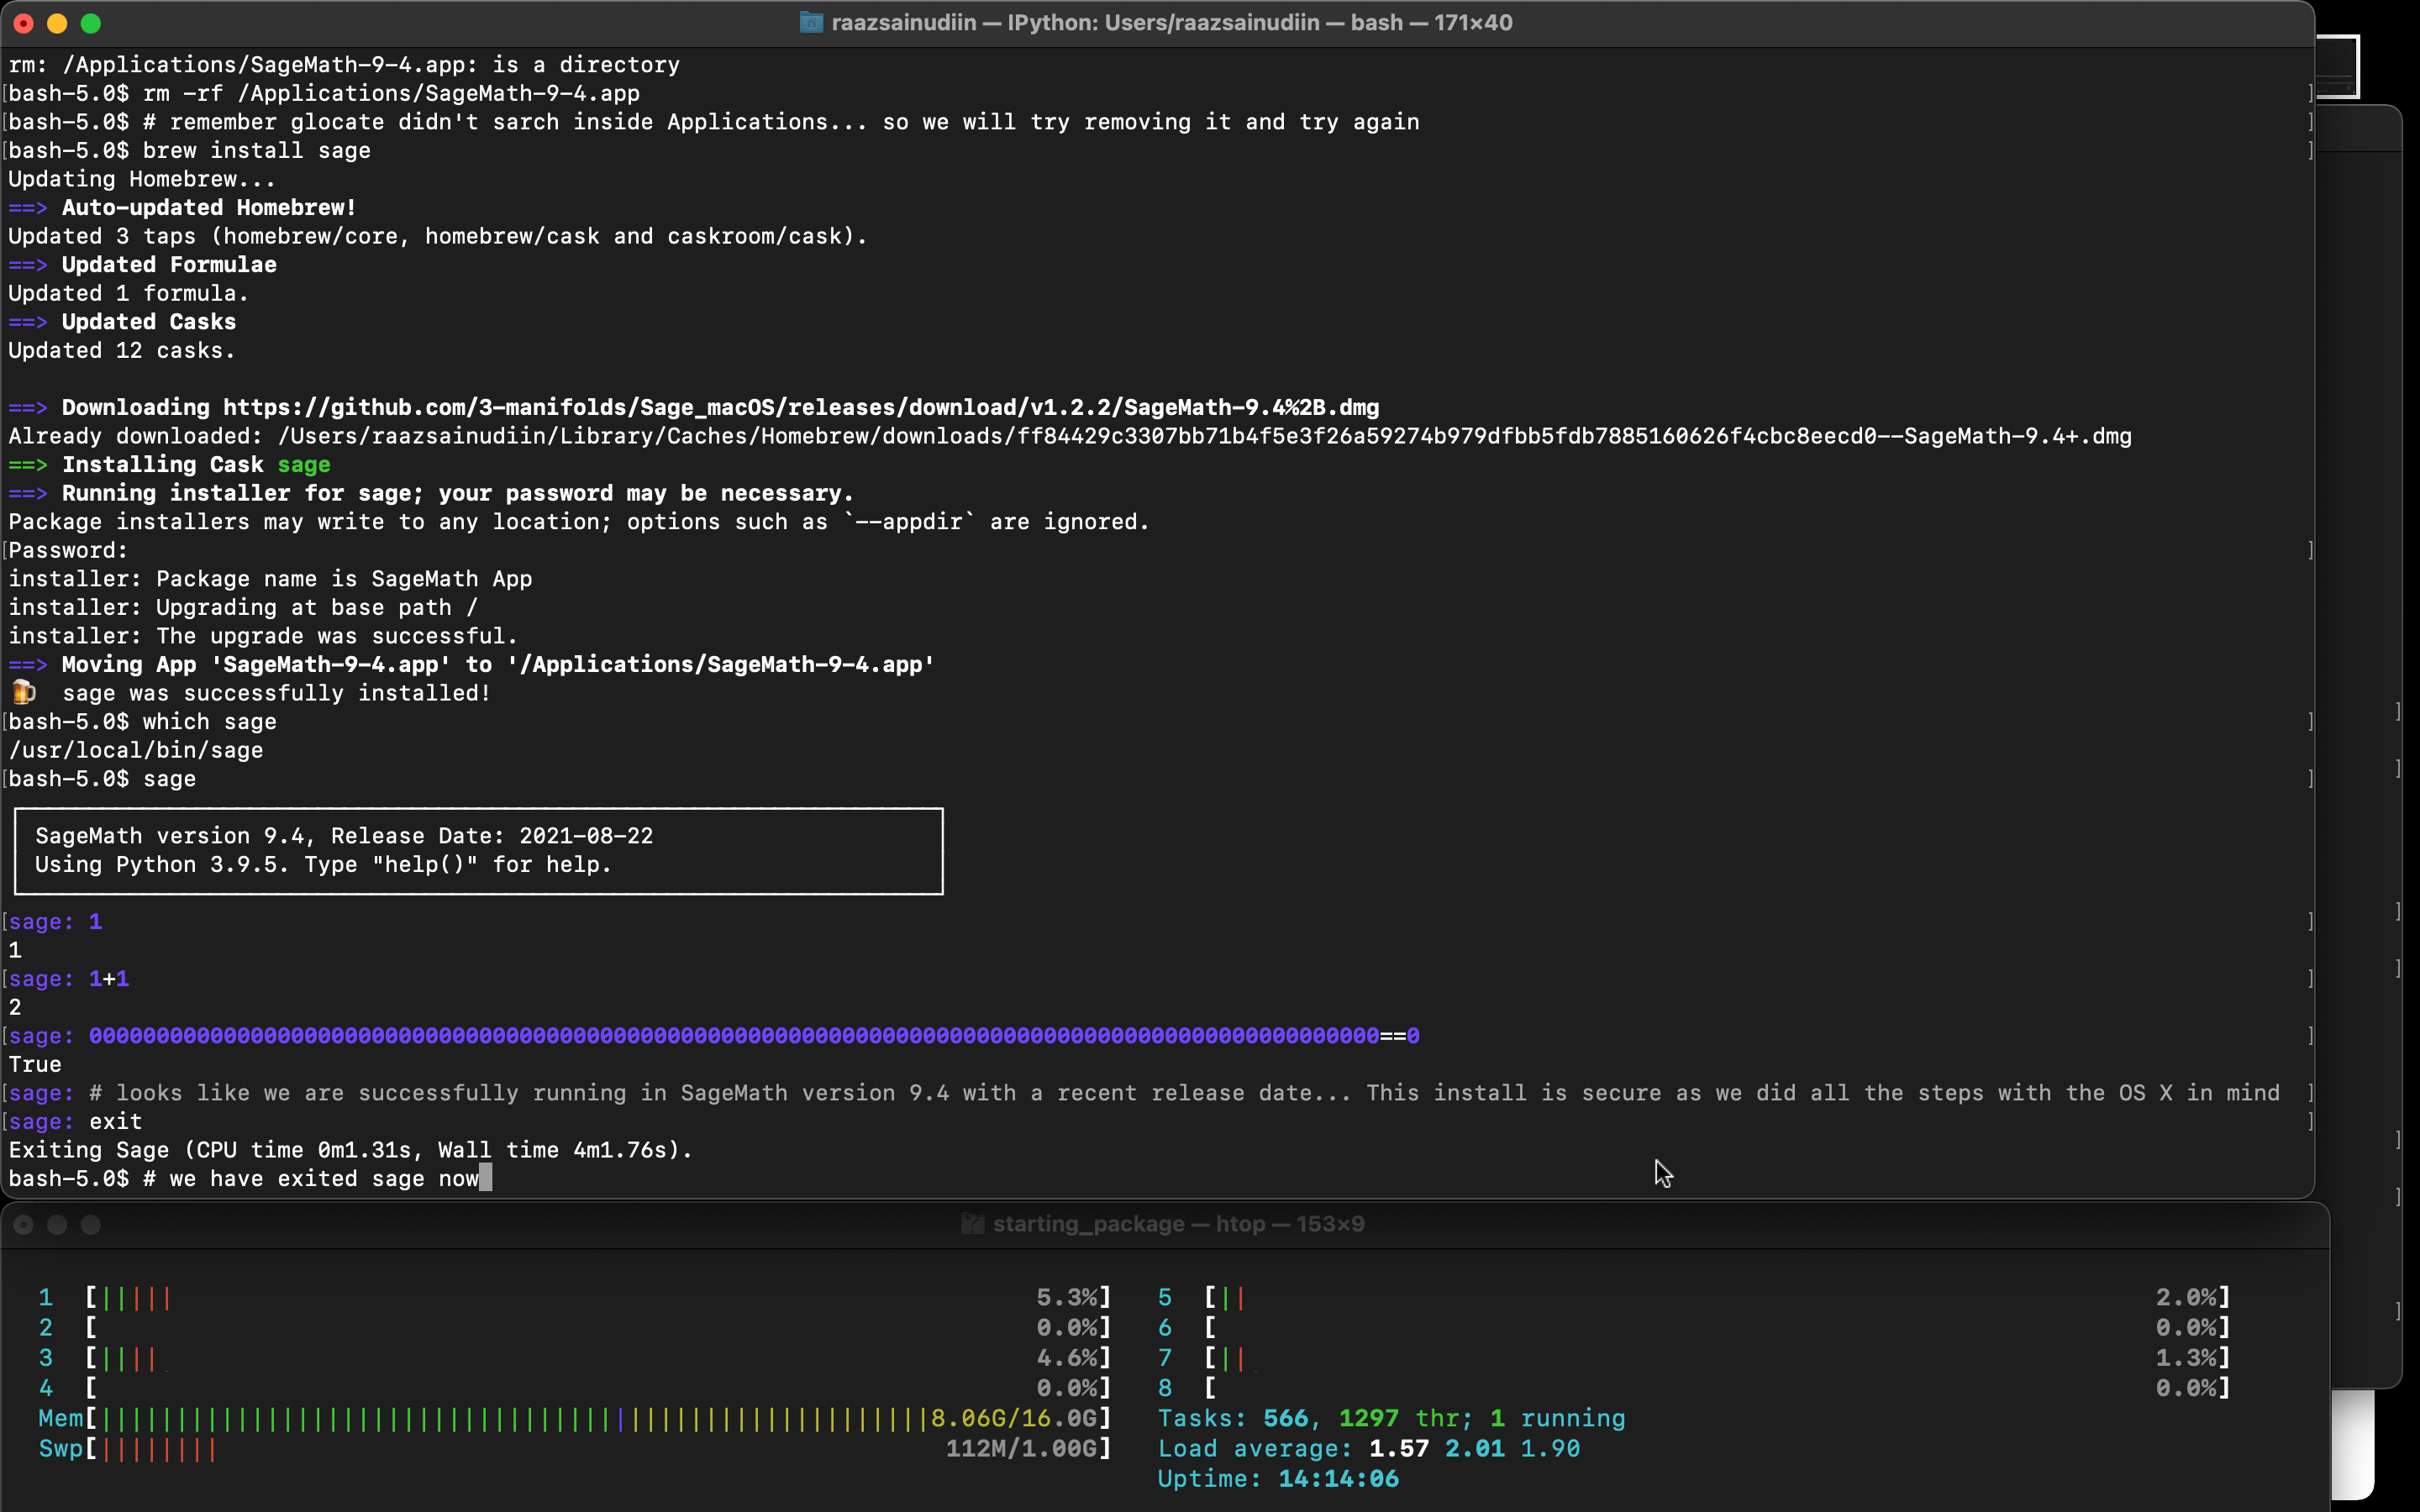 raazsainudiin — IPython: Users/raazsainudiin — bash — 171×40
rm: /Applications/SageMath-9-4.app: is a directory
[bash-5.0$ rm -rf /Applications/SageMath-9-4.app ]
[bash-5.0$ # remember glocate didn't sarch inside Applications... so we will try removing it and try again ]
[bash-5.0$ brew install sage ]
Updating Homebrew...
==> Auto-updated Homebrew!
Updated 3 taps (homebrew/core, homebrew/cask and caskroom/cask).
==> Updated Formulae
Updated 1 formula.
==> Updated Casks
Updated 12 casks.
==> Downloading https://github.com/3-manifolds/Sage_macOS/releases/download/v1.2.2/SageMath-9.4%2B.dmg
Already downloaded: /Users/raazsainudiin/Library/Caches/Homebrew/downloads/ff84429c3307bb71b4f5e3f26a59274b979dfbb5fdb7885160626f4cbc8eecd0--SageMath-9.4+.dmg
==> Installing Cask sage
==> Running installer for sage; your password may be necessary.
Package installers may write to any location; options such as `--appdir` are ignored.
[Password: ]
installer: Package name is SageMath App
installer: Upgrading at base path /
installer: The upgrade was successful.
==> Moving App 'SageMath-9-4.app' to '/Applications/SageMath-9-4.app'
🍺 sage was successfully installed!
[bash-5.0$ which sage ]
/usr/local/bin/sage
[bash-5.0$ sage ]
SageMath version 9.4, Release Date: 2021-08-22
Using Python 3.9.5. Type "help()" for help.
[sage: 1 ]
1
[sage: 1+1 ]
2
[sage: 000000000000000000000000000000000000000000000000000000000000000000000000000000000000000000000000==0 ]
True
[sage: # looks like we are successfully running in SageMath version 9.4 with a recent release date... This install is secure as we did all the steps with the OS X in mind ]
[sage: exit ]
Exiting Sage (CPU time 0m1.31s, Wall time 4m1.76s).
bash-5.0$ # we have exited sage now
starting_package — htop — 153×9
1 [||||| 5.3%] 5 [|| 2.0%]
2 [ 0.0%] 6 [ 0.0%]
3 [|||| 4.6%] 7 [|| 1.3%]
4 [ 0.0%] 8 [ 0.0%]
Mem[|||||||||||||||||||||||||||||||||||||||||||||||||||||||8.06G/16.0G] Tasks: 566, 1297 thr; 1 running
Swp[|||||||| 112M/1.00G] Load average: 1.57 2.01 1.90
Uptime: 14:14:06